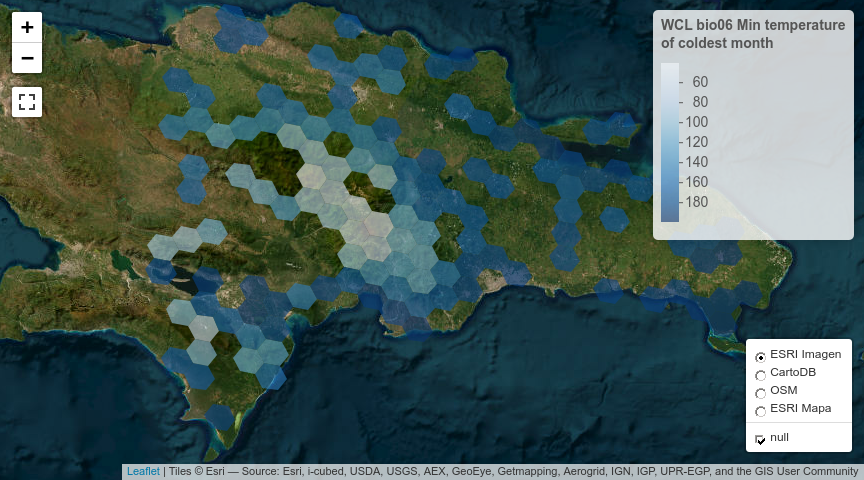 +
−
WCL bio06 Min temperature
of coldest month
60
80
100
120
140
160
180
ESRI Imagen
CartoDB
OSM
ESRI Mapa
null
Leaflet | Tiles © Esri — Source: Esri, i-cubed, USDA, USGS, AEX, GeoEye, Getmapping, Aerogrid, IGN, IGP, UPR-EGP, and the GIS User Community